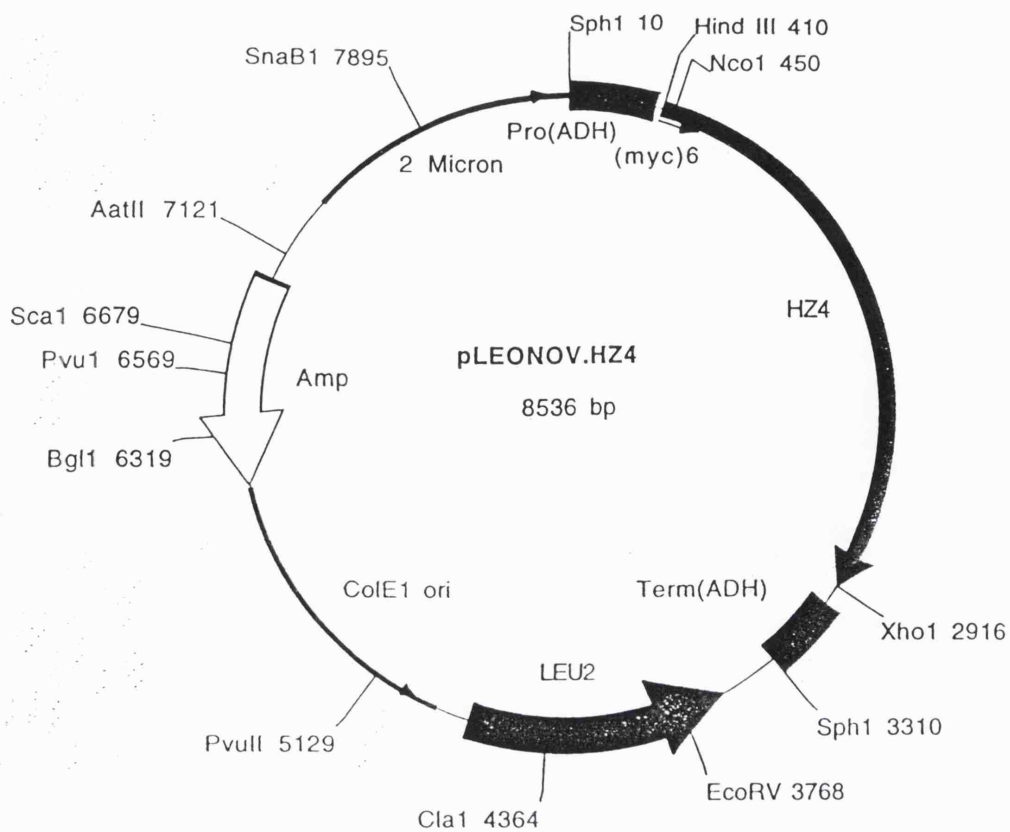 Sph1 10
Hind III 410
SnaB1 7895
Nco1 450
Pro(ADH)
(myc)6
2 Micron
AatII 7121
HZ4
Sca1 6679
pLEONOV.HZ4
Pvu1 6569
Amp
8536 bp
Bgl1 6319
ColE1 ori
Term(ADH)
Xho1 2916
LEU2
Sph1 3310
PvuII 5129
EcoRV 3768
Cla1 4364